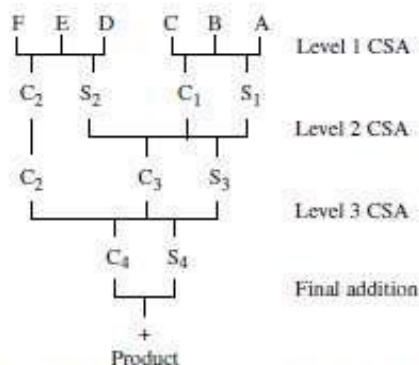 F E D C B A
Level 1 CSA
C₂ S₂ C₁ S₁
Level 2 CSA
C₂ C₃ S₃
Level 3 CSA
C₄ S₄
Final addition
+
Product